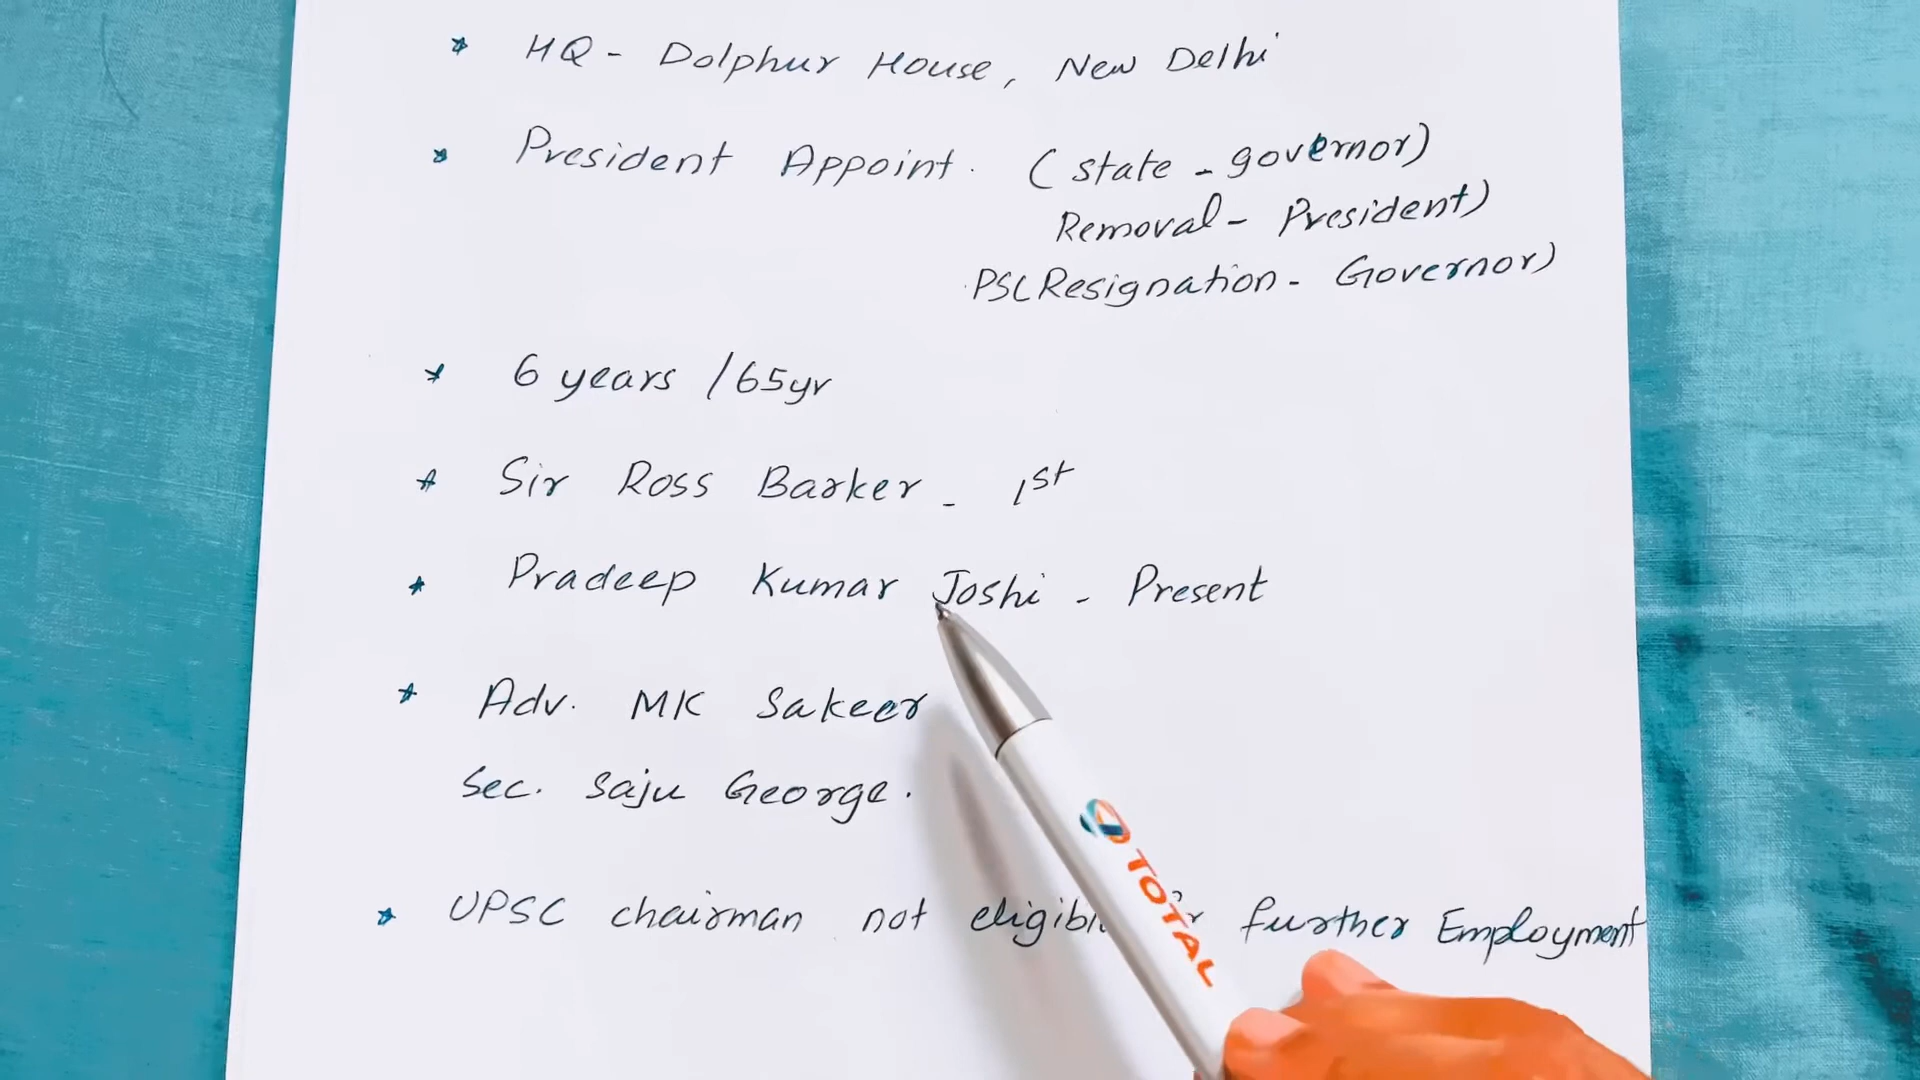 * HQ - Dolphur House, New Delhi
* President Appoint. (state - governor)
Removal - President)
PSC Resignation - Governor)
* 6 years /65yr
* Sir Ross Barker - 1st
* Pradeep Kumar Joshi - Present
* Adv. MK Sakeer
Sec. Saju George.
* UPSC chairman not eligible further Employment
TOTAL